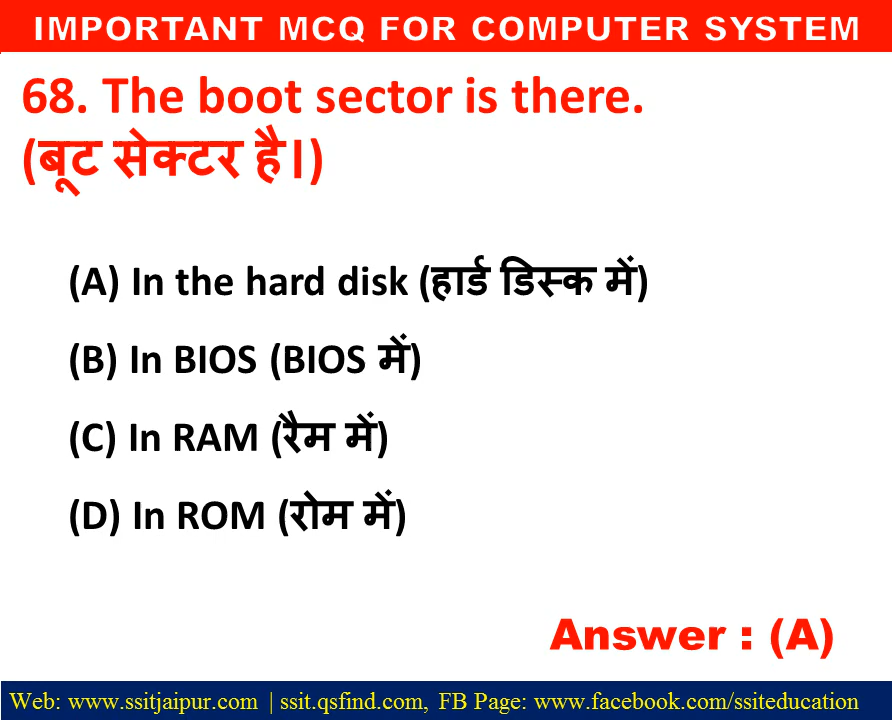 IMPORTANT MCQ FOR COMPUTER SYSTEM
68. The boot sector is there.
(बूट सेक्टर है।)
(A) In the hard disk (हार्ड डिस्क में)
(B) In BIOS (BIOS में)
(C) In RAM (रैम में)
(D) In ROM (रोम में)
Answer : (A)
Web: www.ssitjaipur.com | ssit.qsfind.com, FB Page: www.facebook.com/ssiteducation